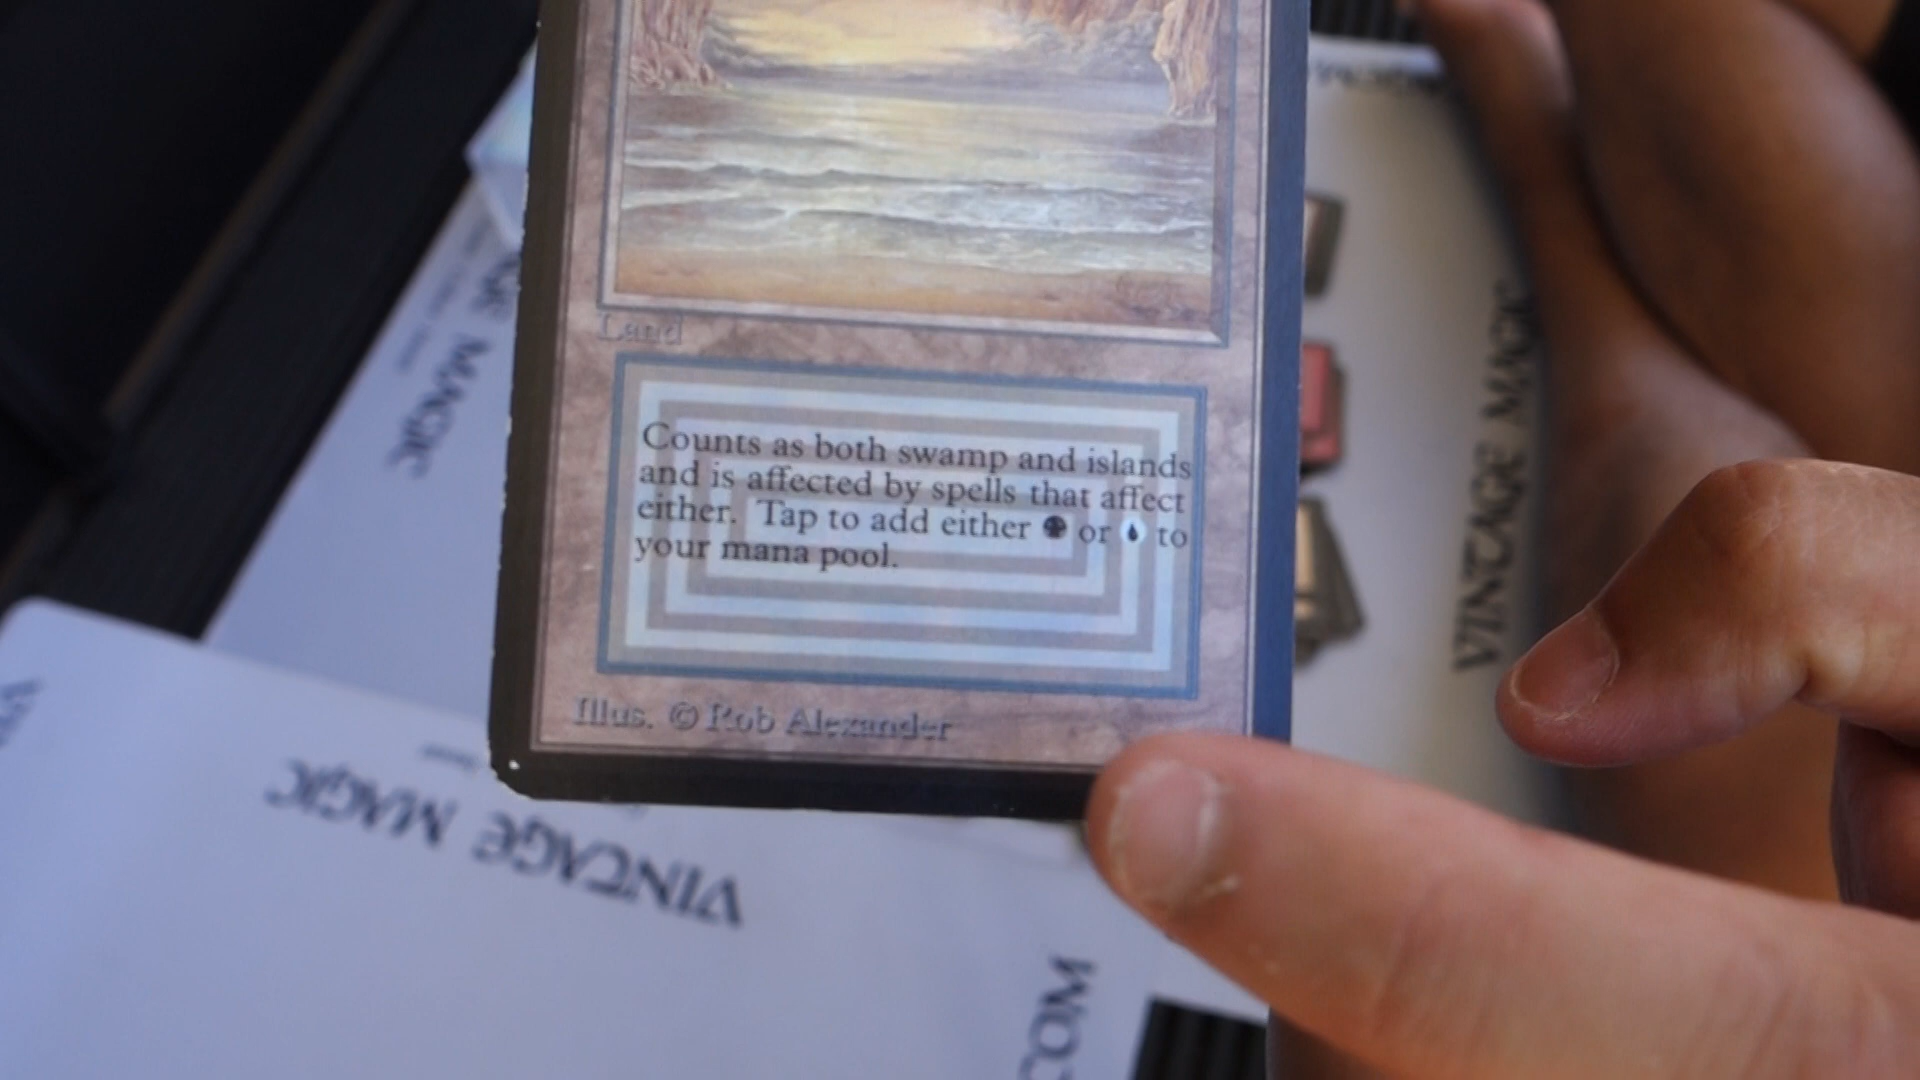 Land
Counts as both swamp and islands
and is affected by spells that affect
either. Tap to add either or to
your mana pool.
Illus. © Rob Alexander
VINTAGE MAGIC
VINTAGE MAGIC
MAGIC
.COM